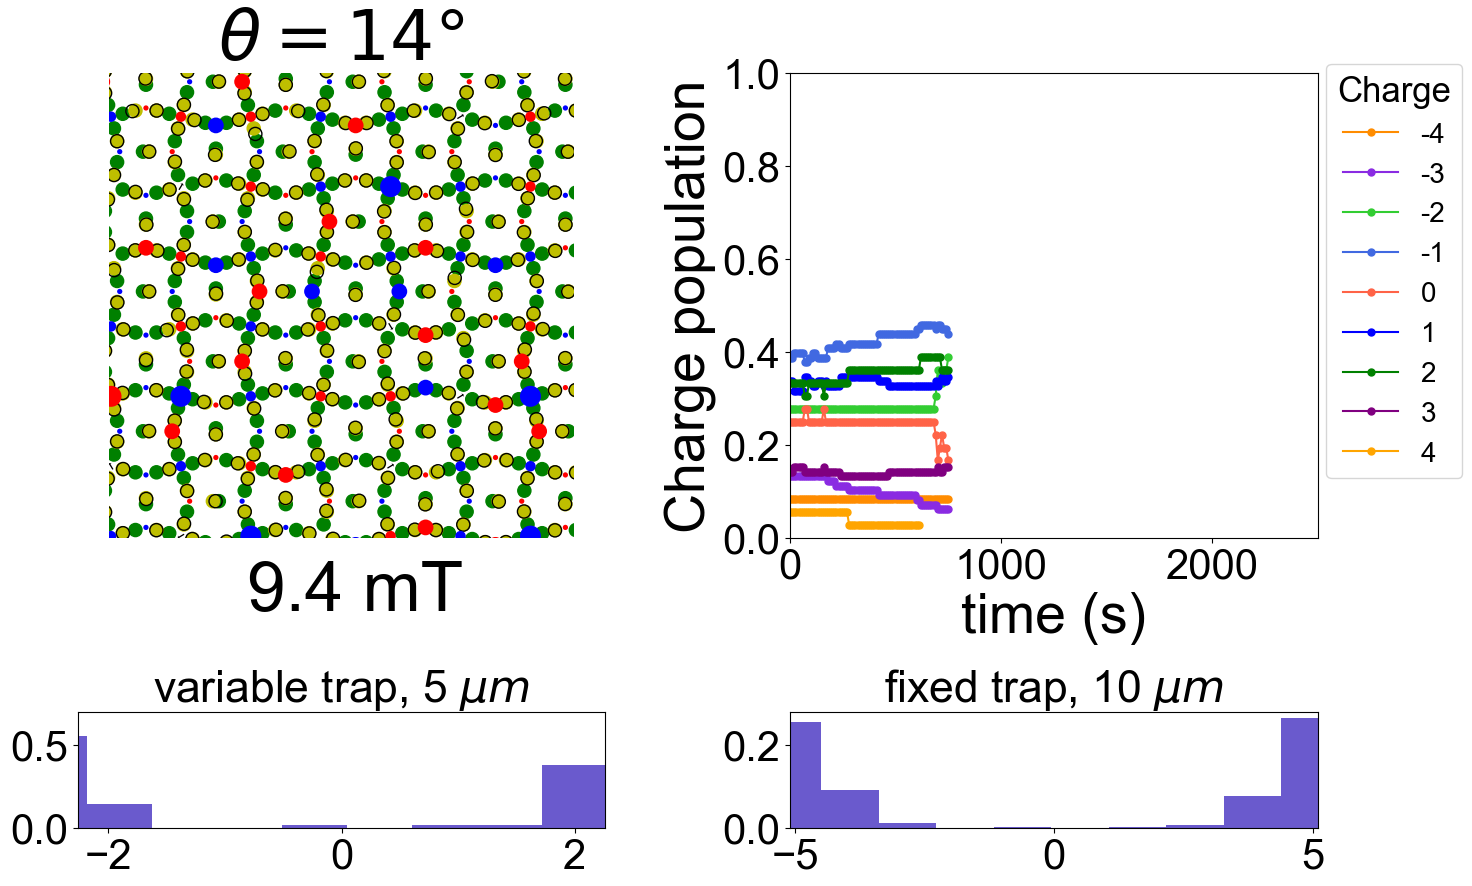 θ = 14°
9.4 mT
Charge population
1.0
0.8
0.6
0.4
0.2
0.0
0 1000 2000
time (s)
Charge
-4
-3
-2
-1
0
1
2
3
4
variable trap, 5 μm
0.5
0.0
−2 0 2
fixed trap, 10 μm
0.2
0.0
−5 0 5